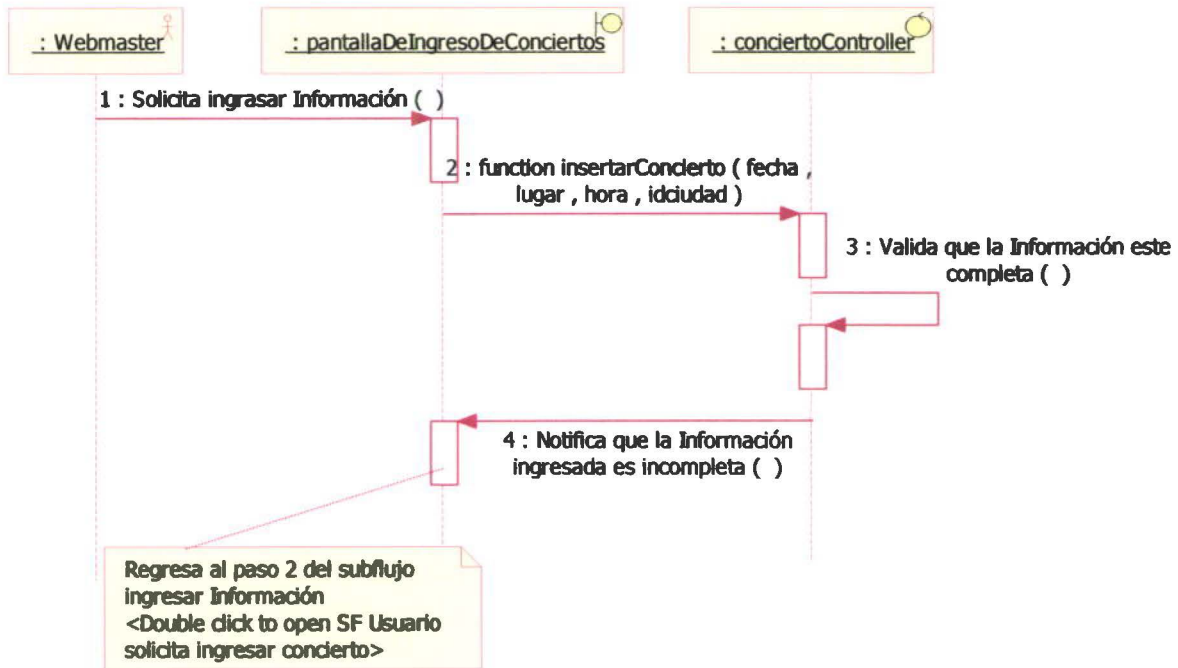 : Webmaster
: pantallaDeIngresoDeConciertos
: conciertoController
1 : Solicita ingrasar Información ( )
2 : function insertarConcierto ( fecha ,
lugar , hora , idciudad )
3 : Valida que la Información este
completa ( )
4 : Notifica que la Información
ingresada es incompleta ( )
Regresa al paso 2 del subflujo
ingresar Información
<Double click to open SF Usuario
solicita ingresar concierto>